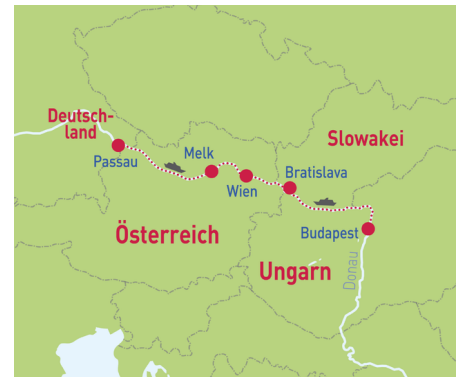 Deutsch-
land
Passau
Melk
Wien
Slowakei
Bratislava
Österreich
Budapest
Ungarn
Donau